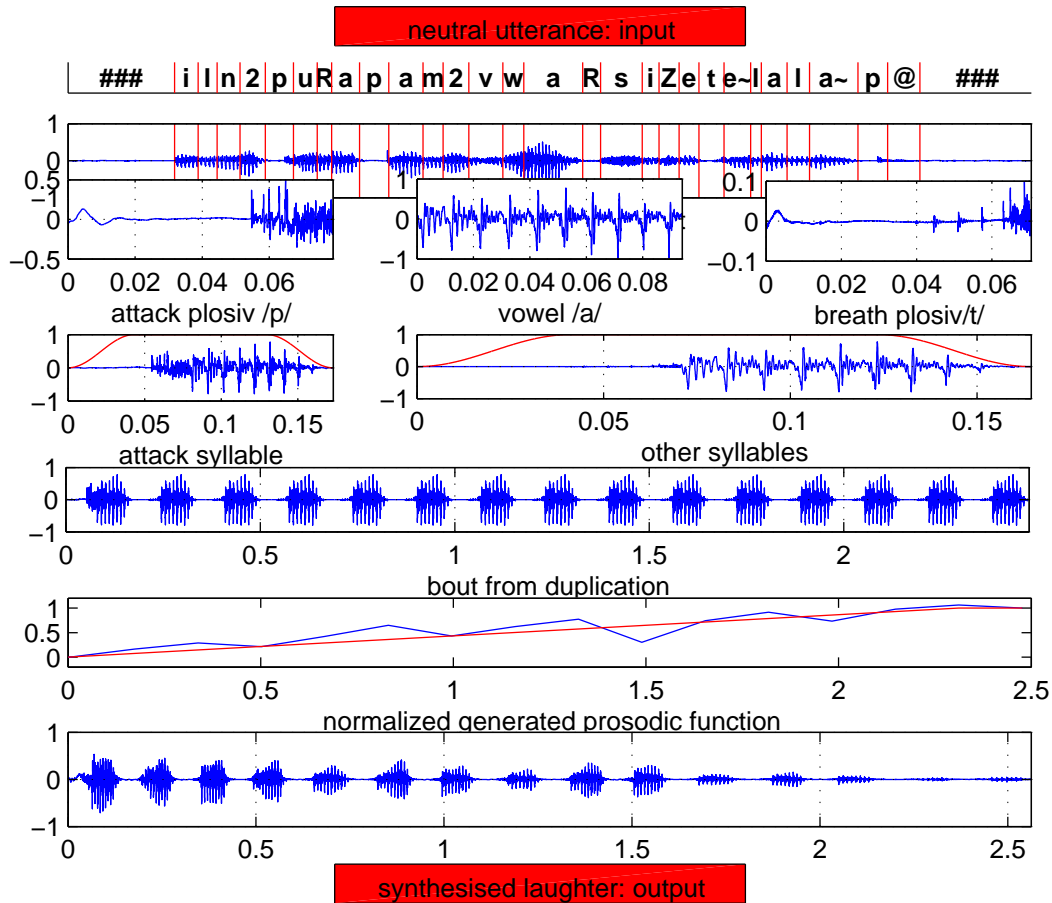 neutral utterance: input
### i l n 2 p u R a p a m 2 v w a R s i Z e t e~ l a l a~ p @ ###
1
0
−1
0.5
0
−0.5
0 0.02 0.04 0.06
attack plosiv /p/
1
0
−1
0 0.02 0.04 0.06 0.08
vowel /a/
0.1
0
−0.1
0 0.02 0.04 0.06
breath plosiv/t/
1
0
−1
0 0.05 0.1 0.15
attack syllable
1
0
−1
0 0.05 0.1 0.15
other syllables
1
0
−1
0 0.5 1 1.5 2
bout from duplication
1
0.5
0
0 0.5 1 1.5 2 2.5
normalized generated prosodic function
1
0
−1
0 0.5 1 1.5 2 2.5
synthesised laughter: output